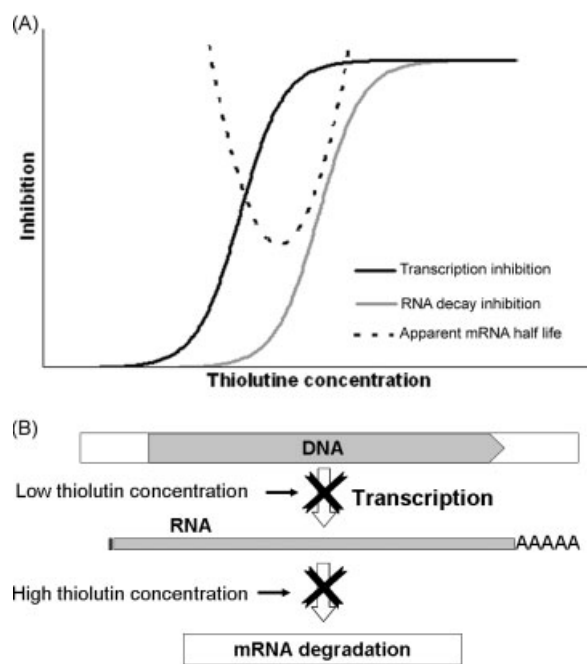 (A)
Inhibition
Transcription inhibition
RNA decay inhibition
Apparent mRNA half life
Thiolutine concentration
(B)
DNA
Low thiolutin concentration
Transcription
RNA
AAAAA
High thiolutin concentration
mRNA degradation